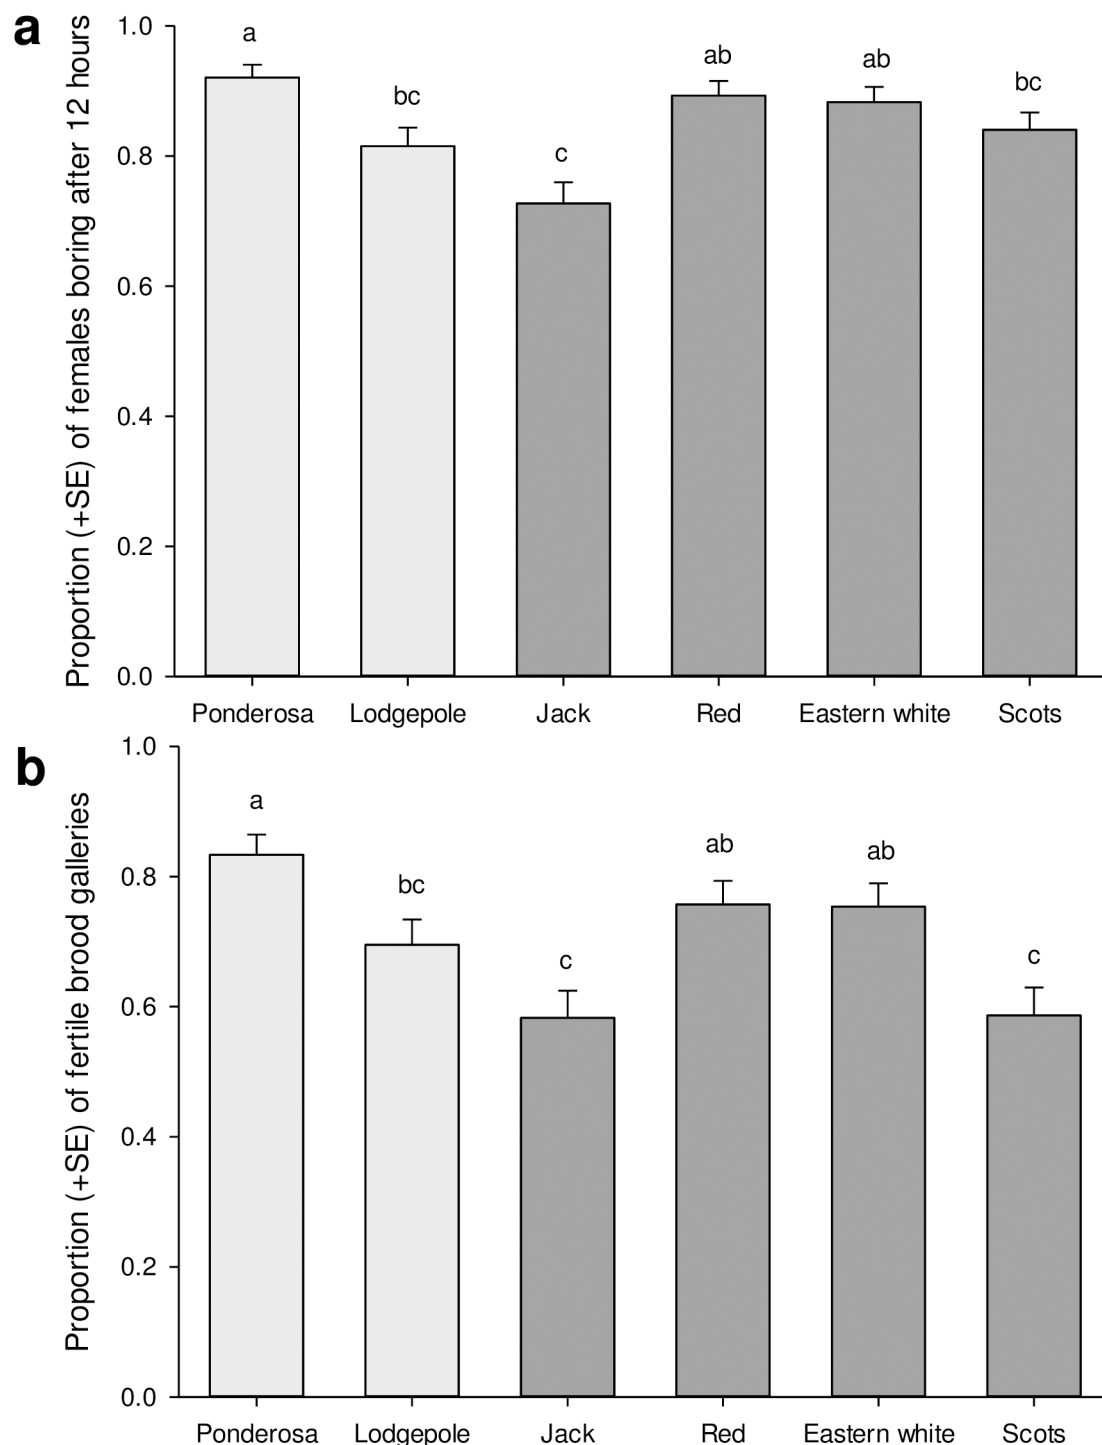 a
Proportion (+SE) of females boring after 12 hours
1.0
0.8
0.6
0.4
0.2
0.0
a
bc
c
ab
ab
bc
Ponderosa
Lodgepole
Jack
Red
Eastern white
Scots
b
Proportion (+SE) of fertile brood galleries
1.0
0.8
0.6
0.4
0.2
0.0
a
bc
c
ab
ab
c
Ponderosa
Lodgepole
Jack
Red
Eastern white
Scots